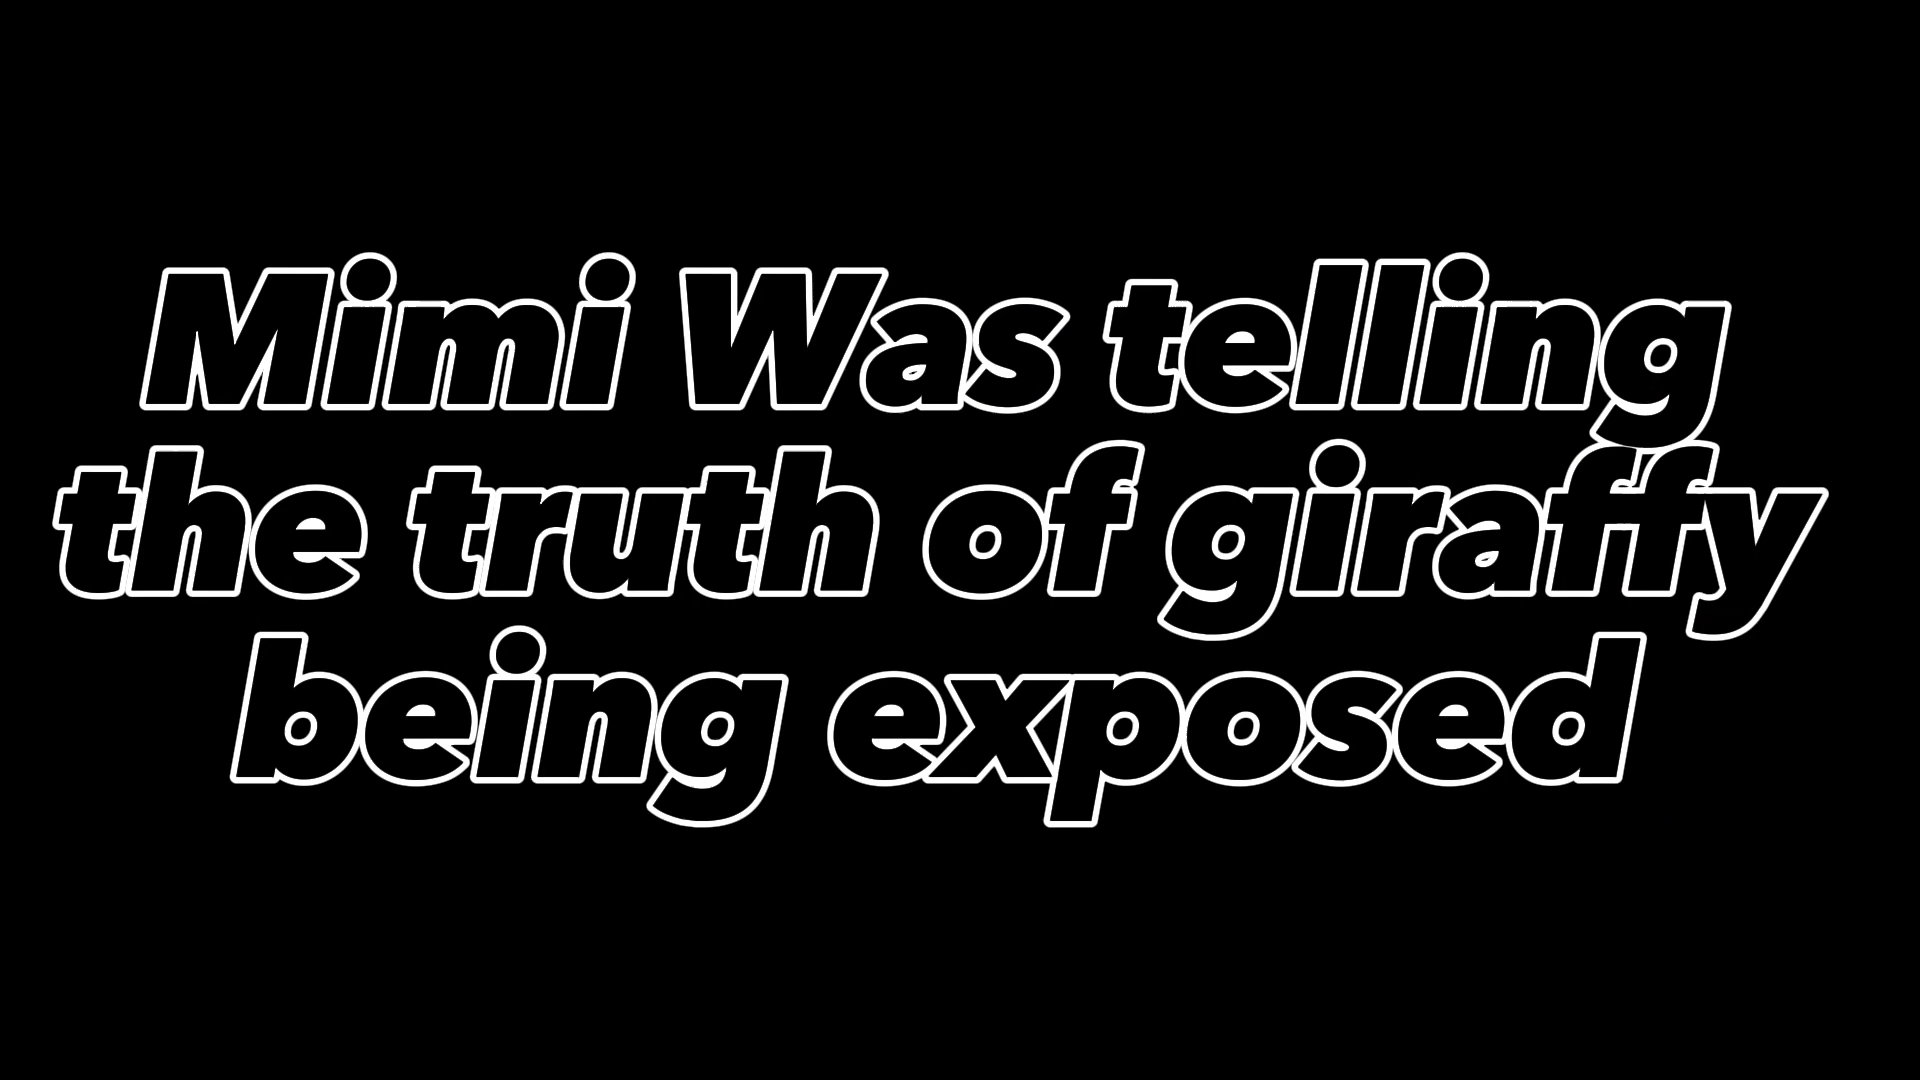 Mimi Was telling
the truth of giraffy
being exposed